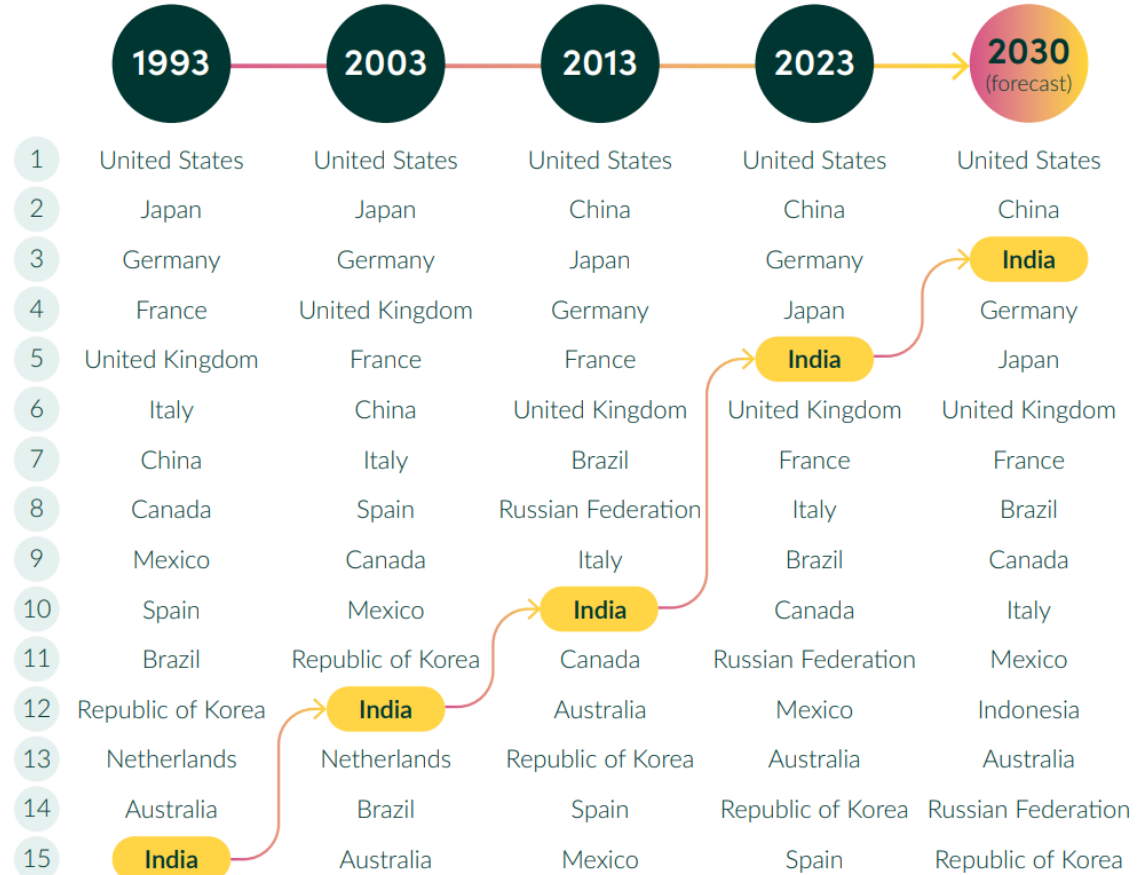 1993 2003 2013 2023 2030
(forecast)
1 United States United States United States United States United States
2 Japan Japan China China China
3 Germany Germany Japan Germany India
4 France United Kingdom Germany Japan Germany
5 United Kingdom France France India Japan
6 Italy China United Kingdom United Kingdom United Kingdom
7 China Italy Brazil France France
8 Canada Spain Russian Federation Italy Brazil
9 Mexico Canada Italy Brazil Canada
10 Spain Mexico India Canada Italy
11 Brazil Republic of Korea Canada Russian Federation Mexico
12 Republic of Korea India Australia Mexico Indonesia
13 Netherlands Netherlands Republic of Korea Australia Australia
14 Australia Brazil Spain Republic of Korea Russian Federation
15 India Australia Mexico Spain Republic of Korea